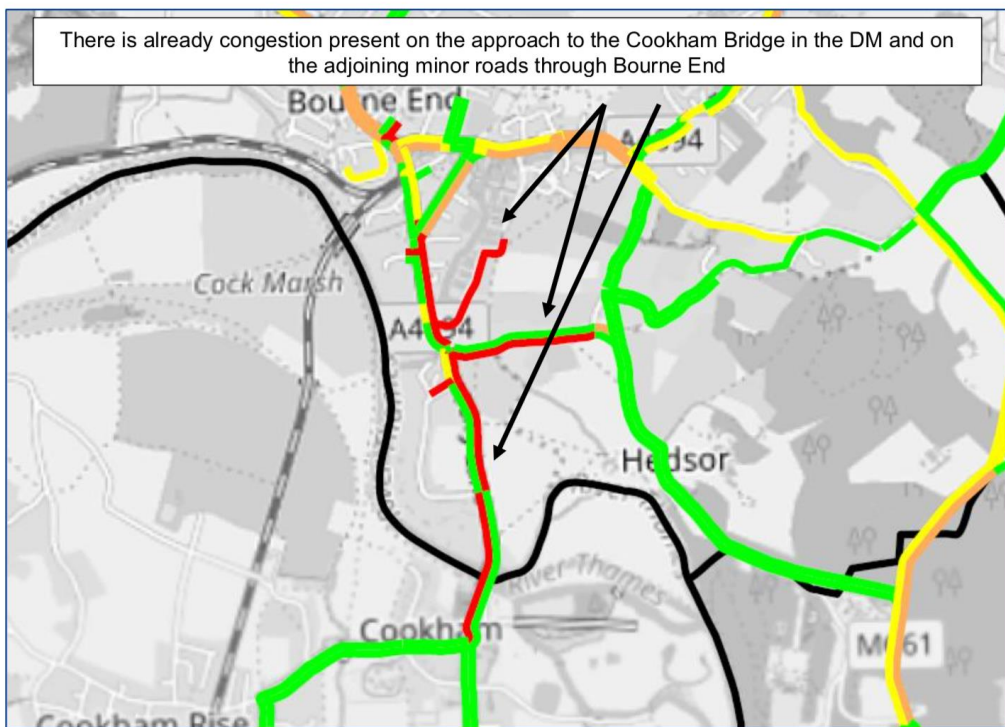 There is already congestion present on the approach to the Cookham Bridge in the DM and on
the adjoining minor roads through Bourne End
Bourne End
Cock Marsh
Hedsor
River Thames
Cookham
Cookham Rise